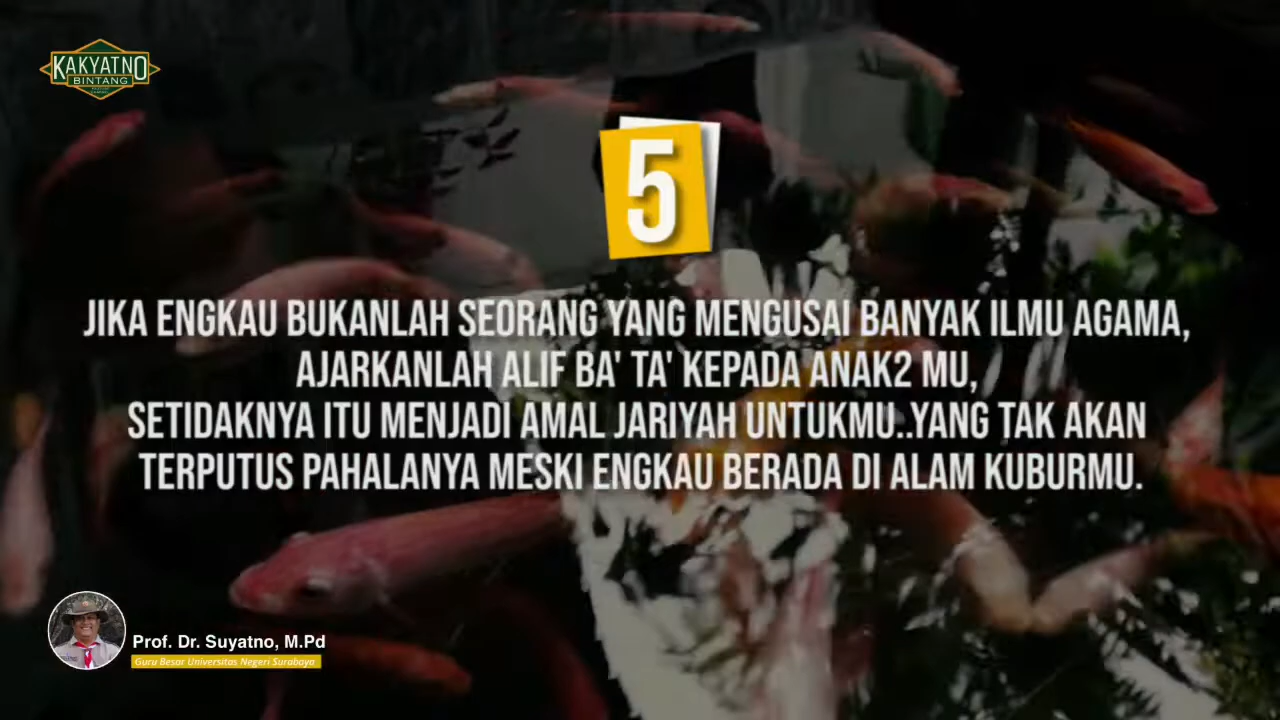 KAKYATNO
BINTANG
5
JIKA ENGKAU BUKANLAH SEORANG YANG MENGUSAI BANYAK ILMU AGAMA,
AJARKANLAH ALIF BA' TA' KEPADA ANAK2 MU,
SETIDAKNYA ITU MENJADI AMAL JARIYAH UNTUKMU..YANG TAK AKAN
TERPUTUS PAHALANYA MESKI ENGKAU BERADA DI ALAM KUBURMU.
Prof. Dr. Suyatno, M.Pd
Guru Besar Universitas Negeri Surabaya